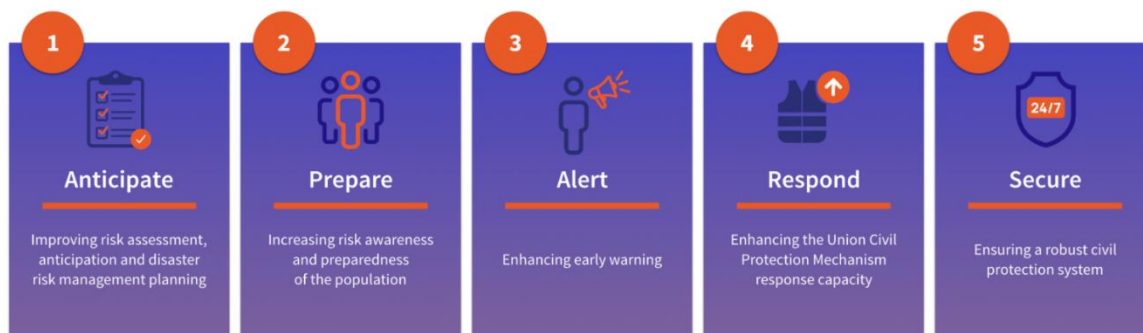 1
Anticipate
Improving risk assessment,
anticipation and disaster
risk management planning
2
Prepare
Increasing risk awareness
and preparedness
of the population
3
Alert
Enhancing early warning
4
Respond
Enhancing the Union Civil
Protection Mechanism
response capacity
5
24/7
Secure
Ensuring a robust civil
protection system